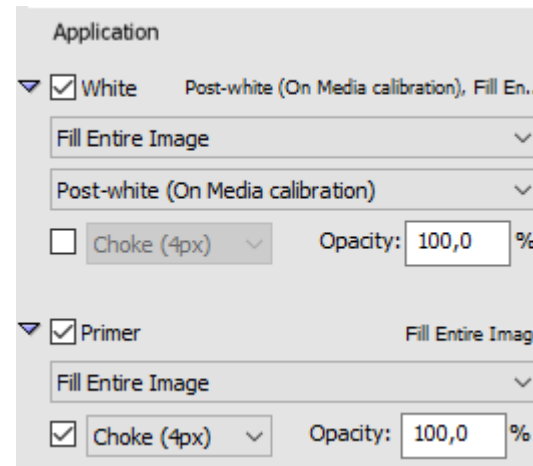 Application
White Post-white (On Media calibration), Fill En..
Fill Entire Image
Post-white (On Media calibration)
Choke (4px) Opacity: 100,0 %
Primer Fill Entire Imag
Fill Entire Image
Choke (4px) Opacity: 100,0 %